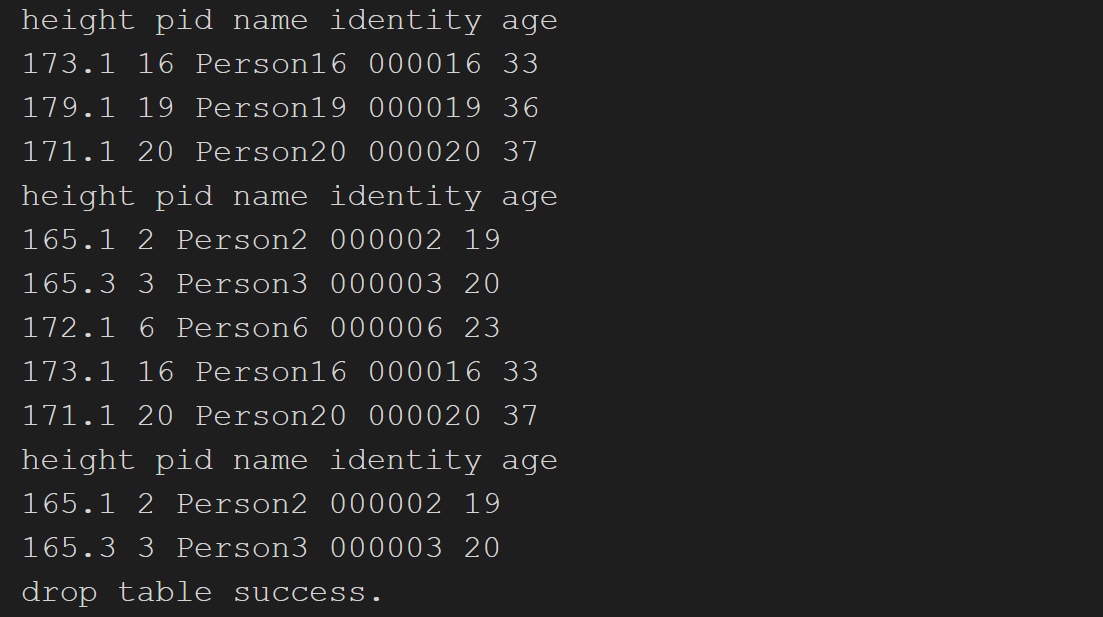 height pid name identity age
173.1 16 Person16 000016 33
179.1 19 Person19 000019 36
171.1 20 Person20 000020 37
height pid name identity age
165.1 2 Person2 000002 19
165.3 3 Person3 000003 20
172.1 6 Person6 000006 23
173.1 16 Person16 000016 33
171.1 20 Person20 000020 37
height pid name identity age
165.1 2 Person2 000002 19
165.3 3 Person3 000003 20
drop table success.